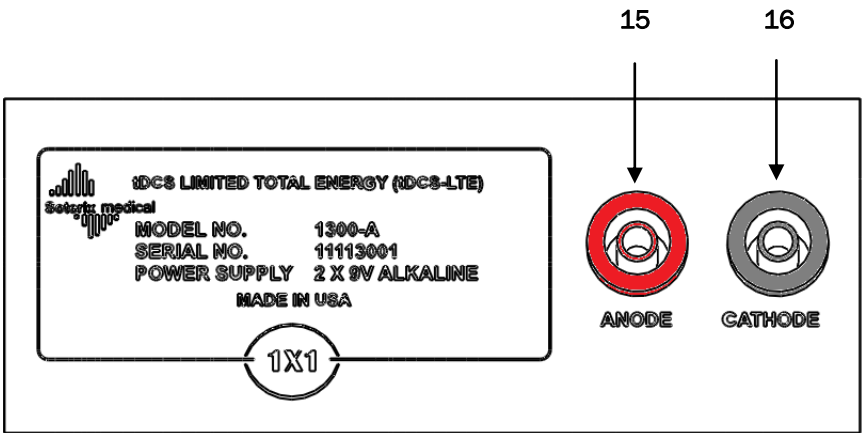 15 16
tDCS LIMITED TOTAL ENERGY (tDCS-LTE)
Soterix medical
MODEL NO. 1300-A
SERIAL NO. 11113001
POWER SUPPLY 2 X 9V ALKALINE
MADE IN USA
ANODE CATHODE
1X1